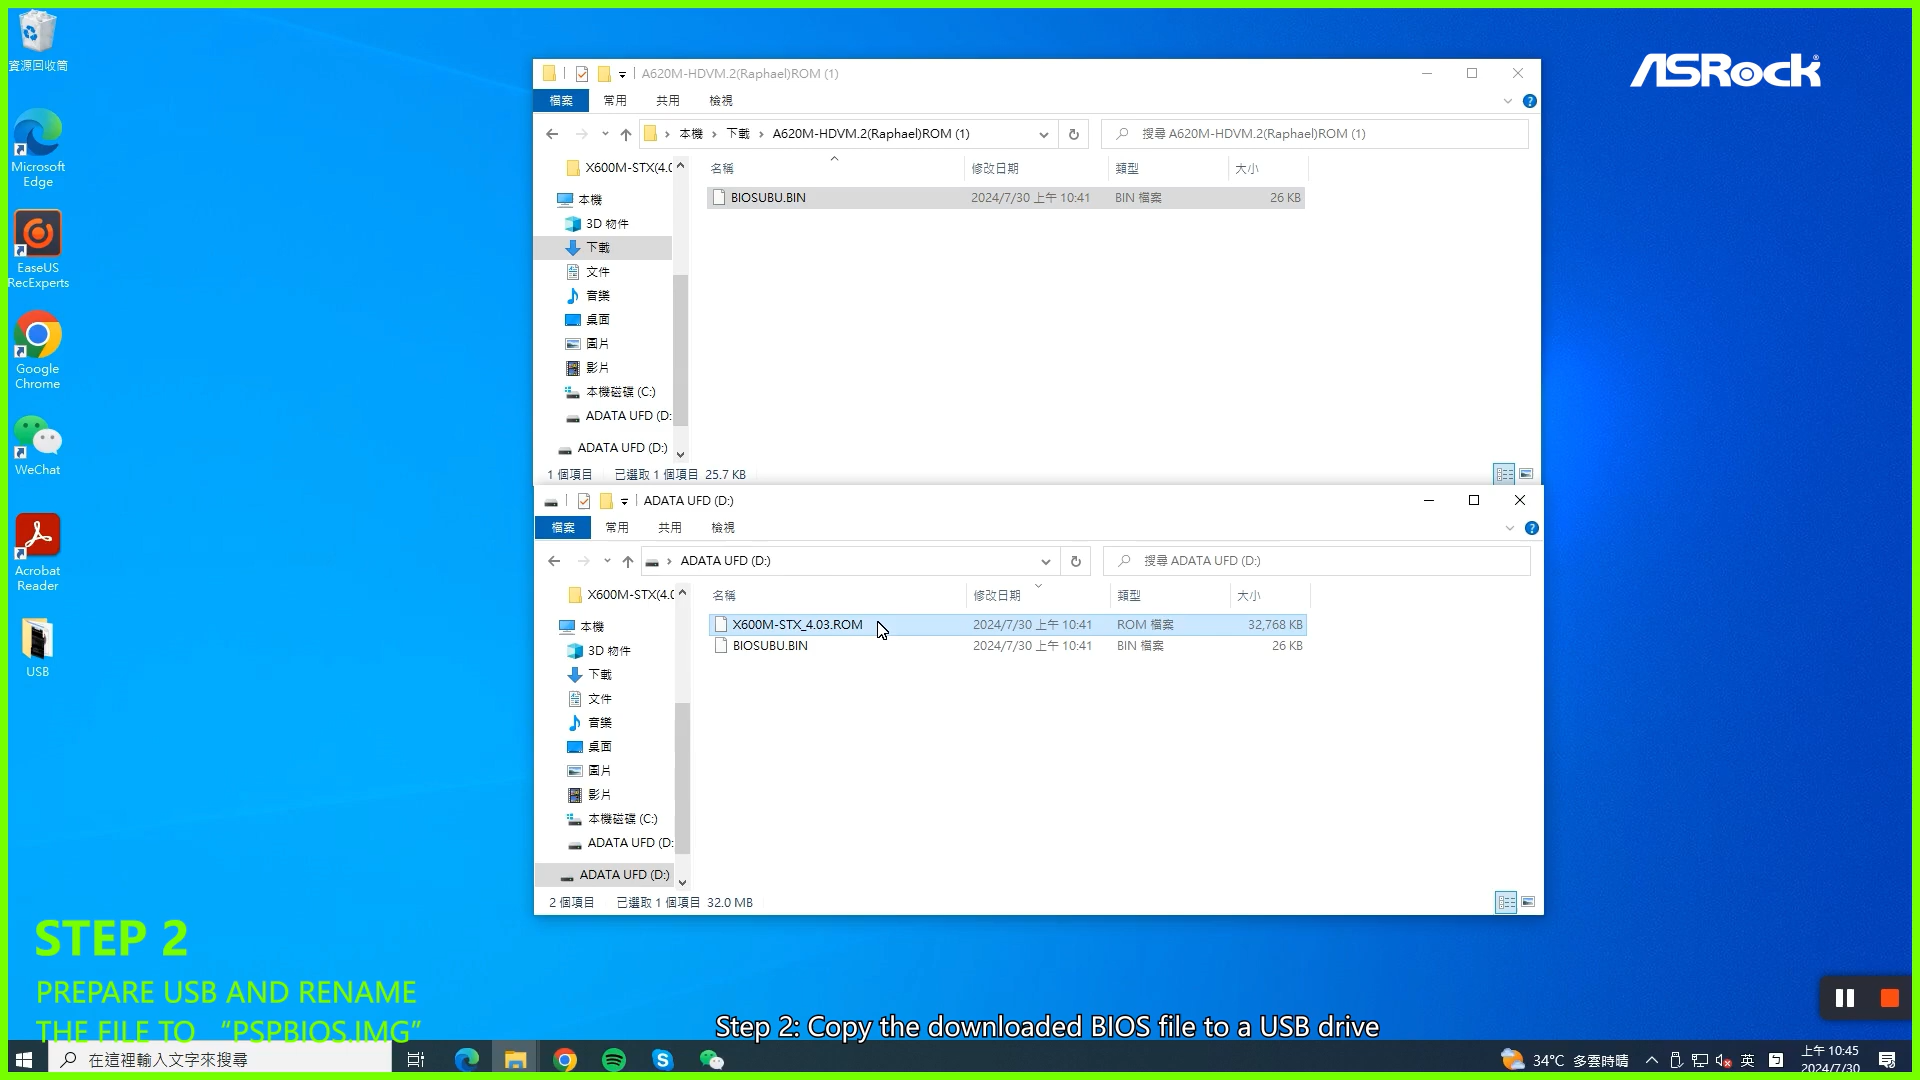 ASRock
資源回收筒
Microsoft
Edge
EaseUS
RecExperts
Google
Chrome
WeChat
Acrobat
Reader
USB
A620M-HDVM.2(Raphael)ROM (1)
檔案 常用 共用 檢視
本機 › 下載 › A620M-HDVM.2(Raphael)ROM (1)
搜尋 A620M-HDVM.2(Raphael)ROM (1)
名稱 修改日期 類型 大小
BIOSUBU.BIN 2024/7/30 上午 10:41 BIN 檔案 26 KB
X600M-STX(4.0
本機
3D 物件
下載
文件
音樂
桌面
圖片
影片
本機磁碟 (C:)
ADATA UFD (D:
ADATA UFD (D:)
1 個項目 已選取 1 個項目 25.7 KB
ADATA UFD (D:)
檔案 常用 共用 檢視
ADATA UFD (D:)
搜尋 ADATA UFD (D:)
名稱 修改日期 類型 大小
X600M-STX_4.03.ROM 2024/7/30 上午 10:41 ROM 檔案 32,768 KB
BIOSUBU.BIN 2024/7/30 上午 10:41 BIN 檔案 26 KB
X600M-STX(4.0
本機
3D 物件
下載
文件
音樂
桌面
圖片
影片
本機磁碟 (C:)
ADATA UFD (D:
ADATA UFD (D:)
2 個項目 已選取 1 個項目 32.0 MB
STEP 2
PREPARE USB AND RENAME
THE FILE TO “PSPBIOS.IMG”
Step 2: Copy the downloaded BIOS file to a USB drive
在這裡輸入文字來搜尋
34°C 多雲時晴
英
上午 10:45
2024/7/30